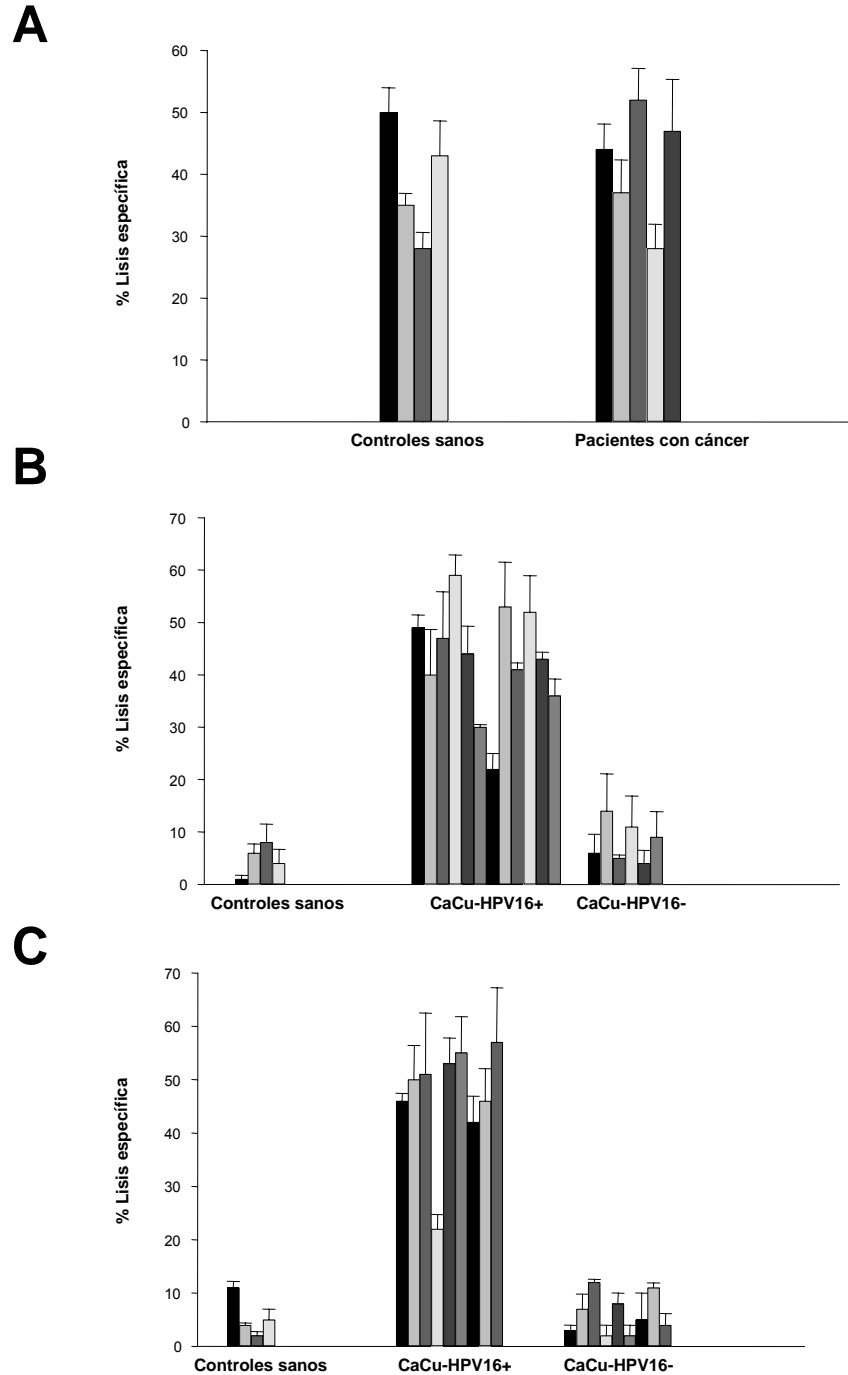 A
60
50
40
30
20
10
0
% Lisis específica
Controles sanos
Pacientes con cáncer
B
70
60
50
40
30
20
10
0
% Lisis específica
Controles sanos
CaCu-HPV16+
CaCu-HPV16-
C
70
60
50
40
30
20
10
0
% Lisis específica
Controles sanos
CaCu-HPV16+
CaCu-HPV16-